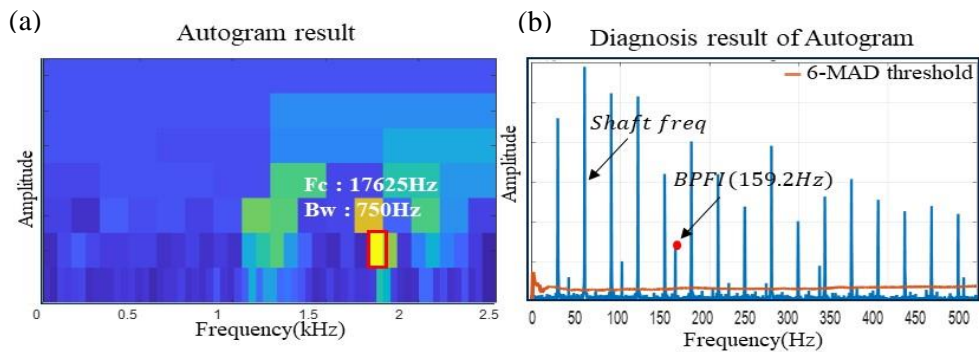 (a)
Autogram result
Amplitude
Fc : 17625Hz
Bw : 750Hz
0 0.5 1 1.5 2 2.5
Frequency(kHz)
(b)
Diagnosis result of Autogram
6-MAD threshold
Shaft freq
BPFI(159.2Hz)
Amplitude
0 50 100 150 200 250 300 350 400 450 500
Frequency(Hz)